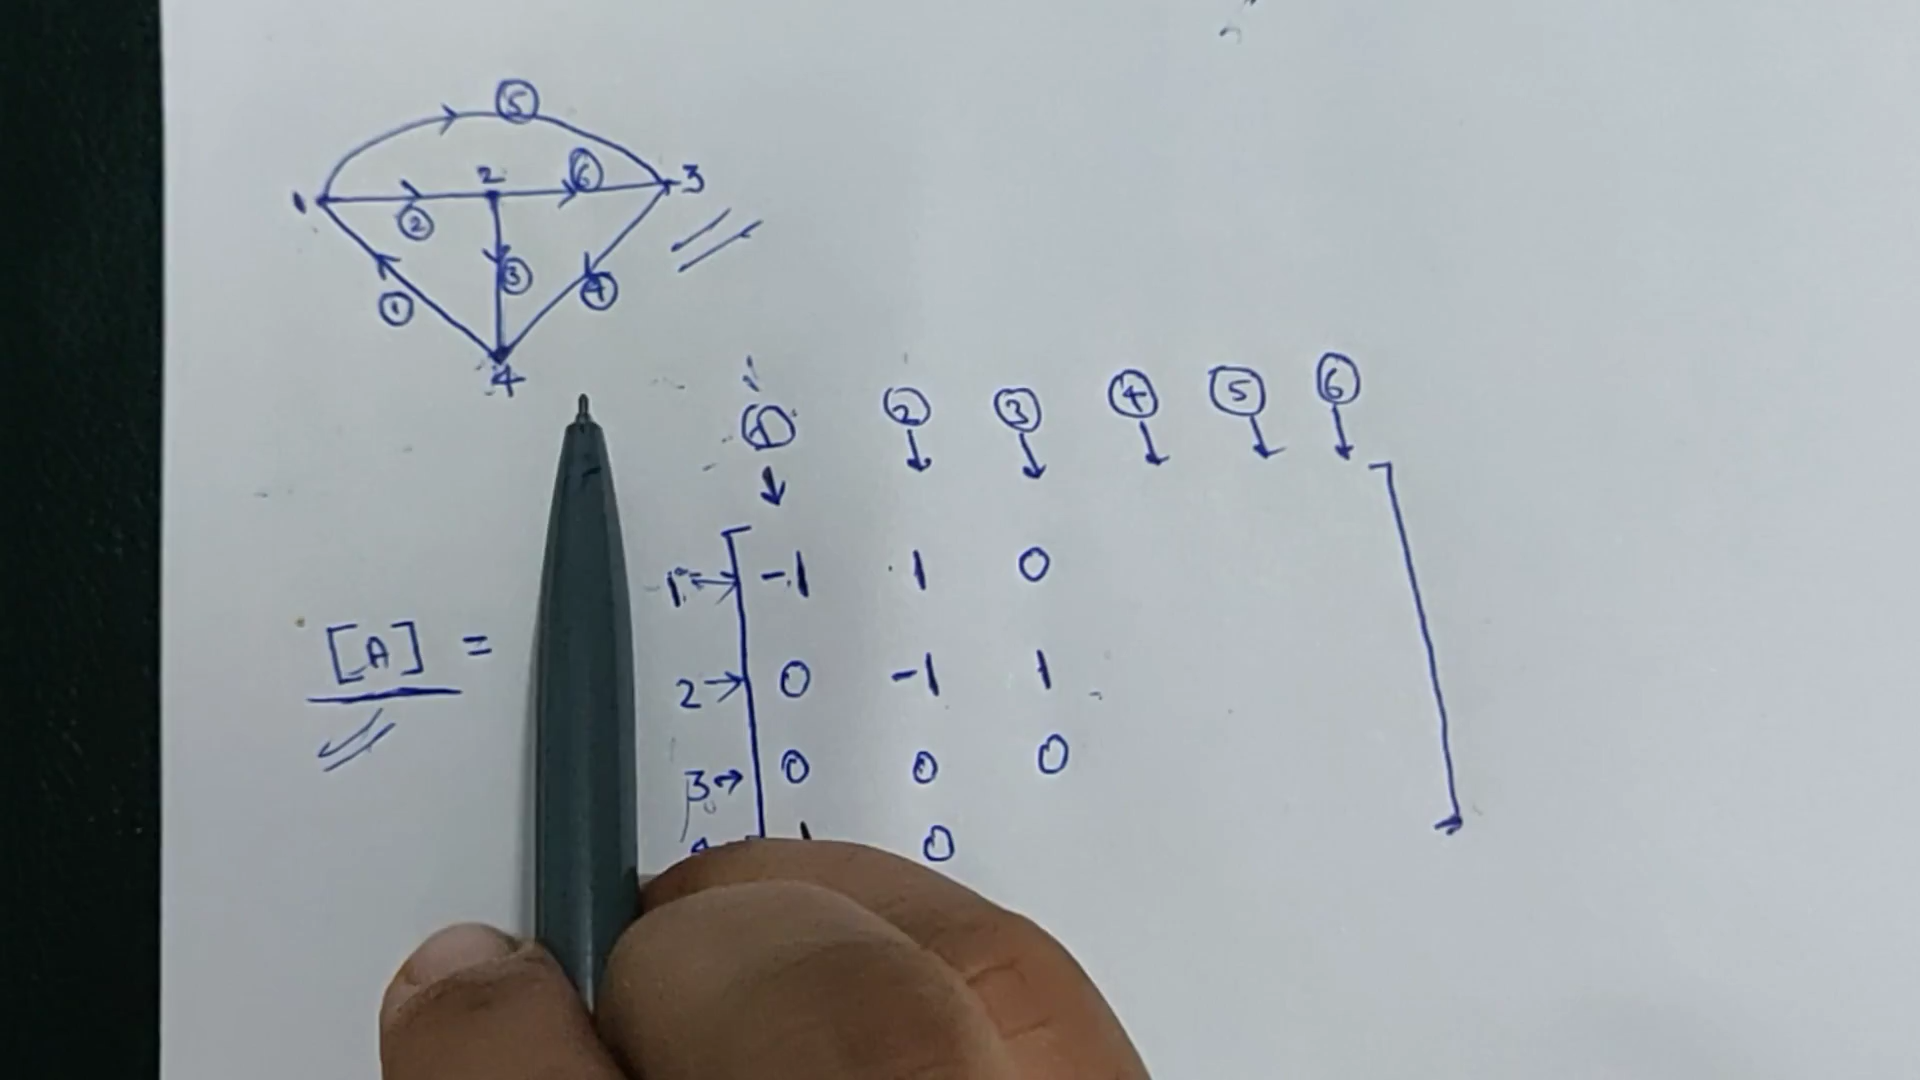 ⑤
1 2 ⑥ 3
②
① ③ ④
4
① ② ③ ④ ⑤ ⑥
↓ ↓ ↓ ↓ ↓ ↓
1 → -1 1 0
[A] =
2 → 0 -1 1
3 → 0 0 0
0